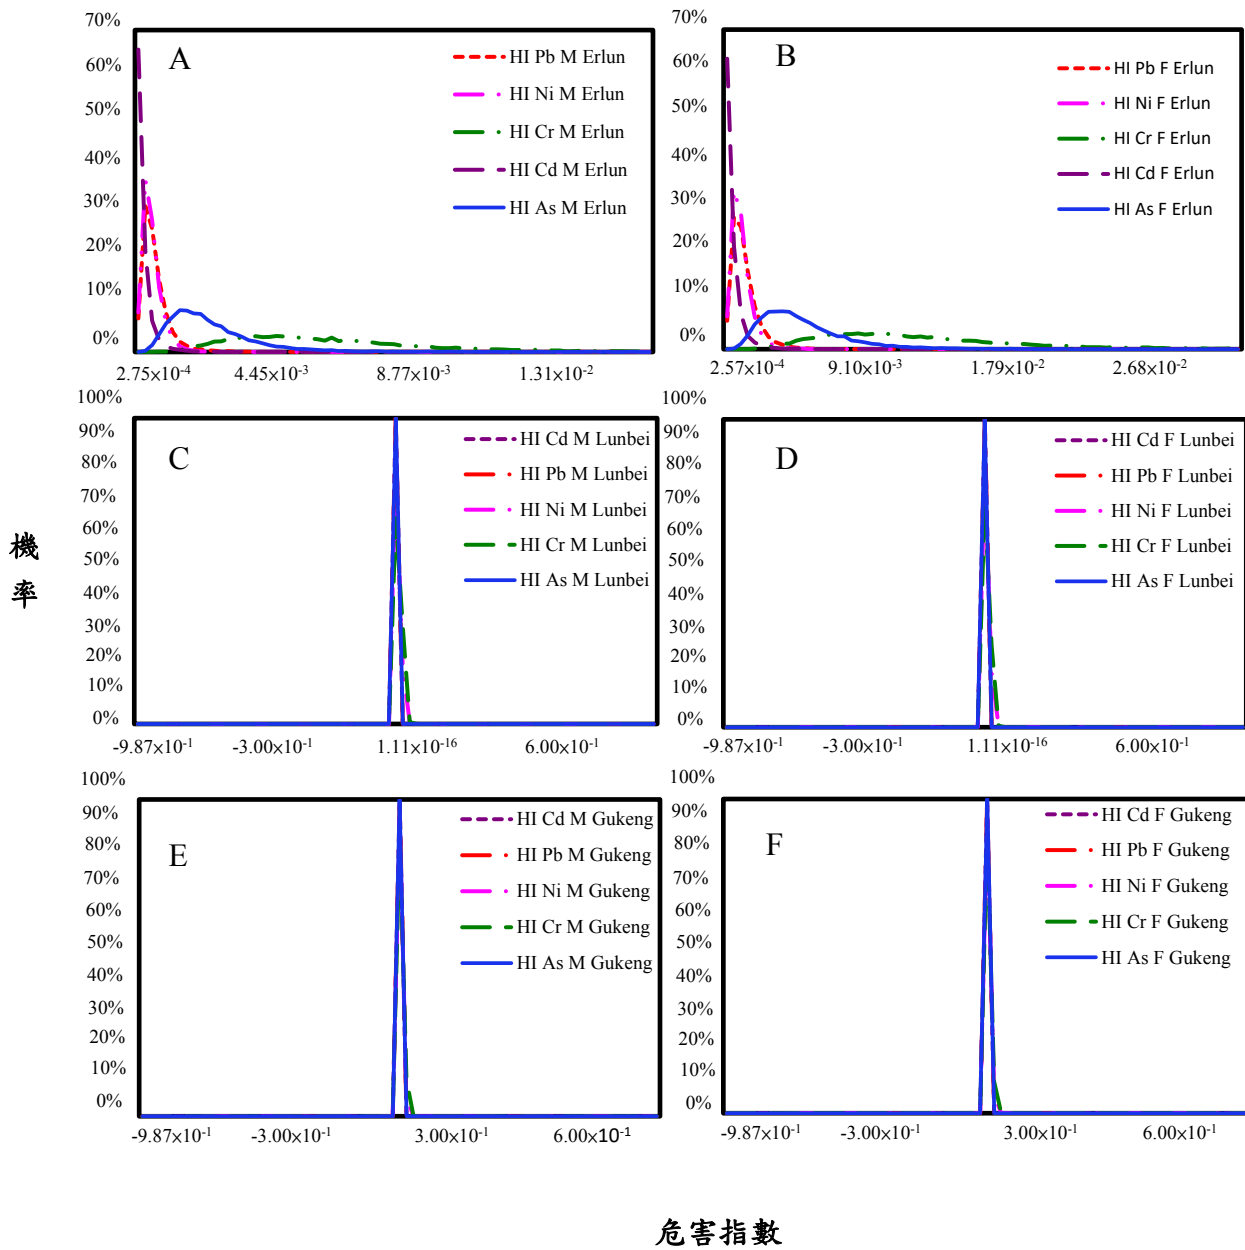 70%
60%
50%
40%
30%
20%
10%
0%
A
HI Pb M Erlun
HI Ni M Erlun
HI Cr M Erlun
HI Cd M Erlun
HI As M Erlun
2.75x10-4
4.45x10-3
8.77x10-3
1.31x10-2
70%
60%
50%
40%
30%
20%
10%
0%
B
HI Pb F Erlun
HI Ni F Erlun
HI Cr F Erlun
HI Cd F Erlun
HI As F Erlun
2.57x10-4
9.10x10-3
1.79x10-2
2.68x10-2
100%
90%
80%
70%
60%
50%
40%
30%
20%
10%
0%
C
HI Cd M Lunbei
HI Pb M Lunbei
HI Ni M Lunbei
HI Cr M Lunbei
HI As M Lunbei
-9.87x10-1
-3.00x10-1
1.11x10-16
6.00x10-1
100%
90%
80%
70%
60%
50%
40%
30%
20%
10%
0%
D
HI Cd F Lunbei
HI Pb F Lunbei
HI Ni F Lunbei
HI Cr F Lunbei
HI As F Lunbei
-9.87x10-1
-3.00x10-1
1.11x10-16
6.00x10-1
機
率
100%
90%
80%
70%
60%
50%
40%
30%
20%
10%
0%
E
HI Cd M Gukeng
HI Pb M Gukeng
HI Ni M Gukeng
HI Cr M Gukeng
HI As M Gukeng
-9.87x10-1
-3.00x10-1
3.00x10-1
6.00x10-1
100%
90%
80%
70%
60%
50%
40%
30%
20%
10%
0%
F
HI Cd F Gukeng
HI Pb F Gukeng
HI Ni F Gukeng
HI Cr F Gukeng
HI As F Gukeng
-9.87x10-1
-3.00x10-1
3.00x10-1
6.00x10-1
危害指數